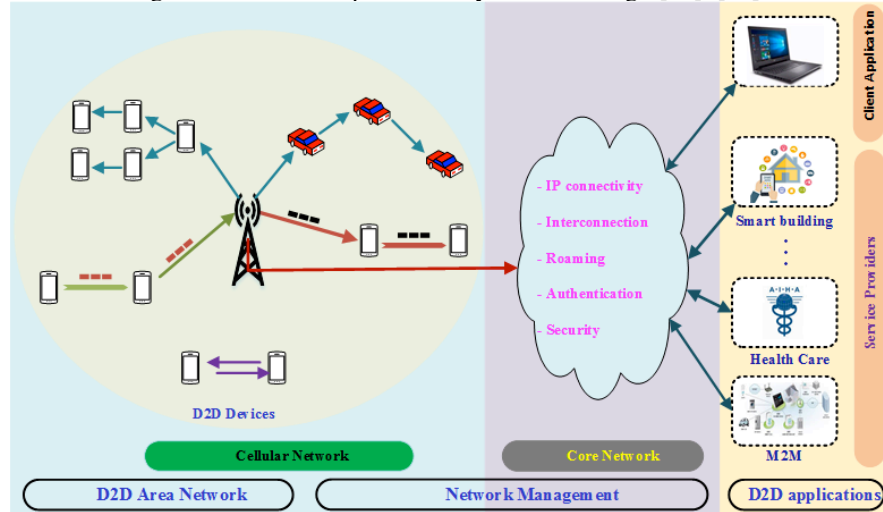 Client Application
- IP connectivity
- Interconnection
- Roaming
- Authentication
- Security
Smart building
A·I·H·A
Health Care
M2M
Service Providers
D2D Devices
Cellular Network
Core Network
D2D Area Network
Network Management
D2D applications